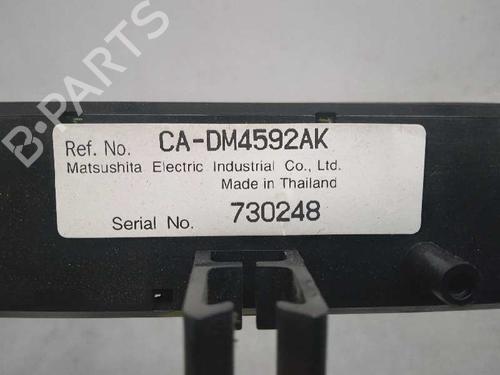 B-PARTS
Ref. No. CA-DM4592AK
Matsushita Electric Industrial Co., Ltd.
Made in Thailand
Serial No. 730248